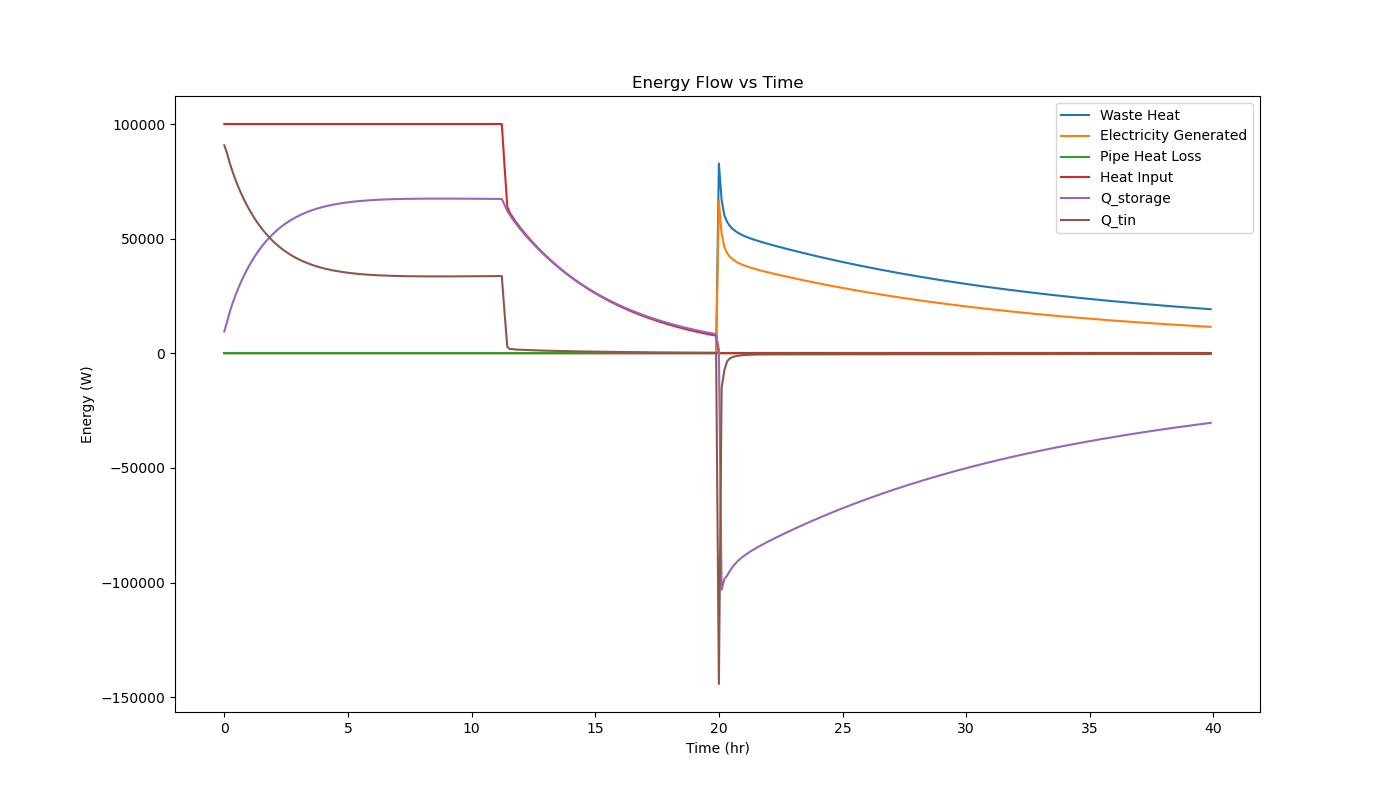 Energy Flow vs Time
Waste Heat
Electricity Generated
Pipe Heat Loss
Heat Input
Q_storage
Q_tin
Energy (W)
100000
50000
0
−50000
−100000
−150000
0 5 10 15 20 25 30 35 40
Time (hr)